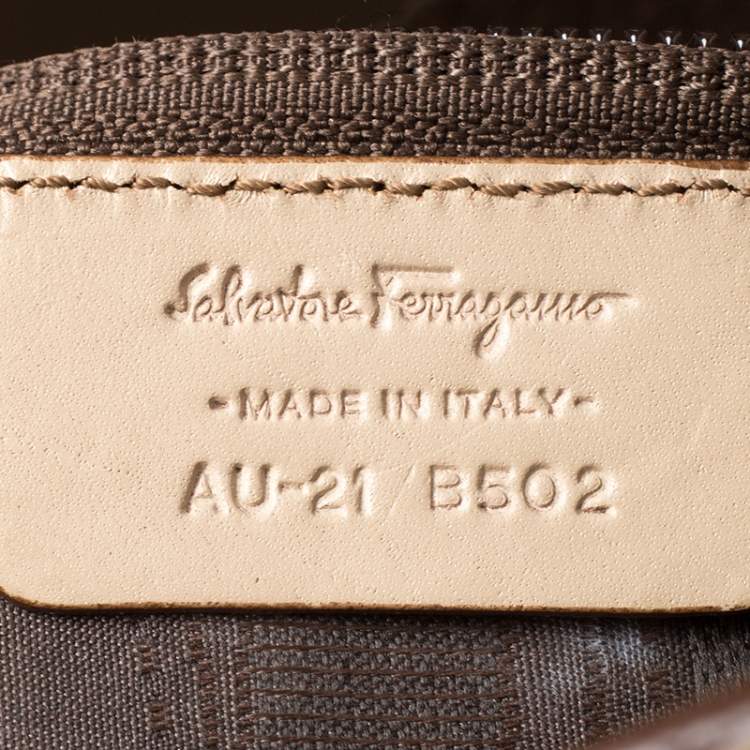 Salvatore Ferragamo
-MADE IN ITALY-
AU-21/B502